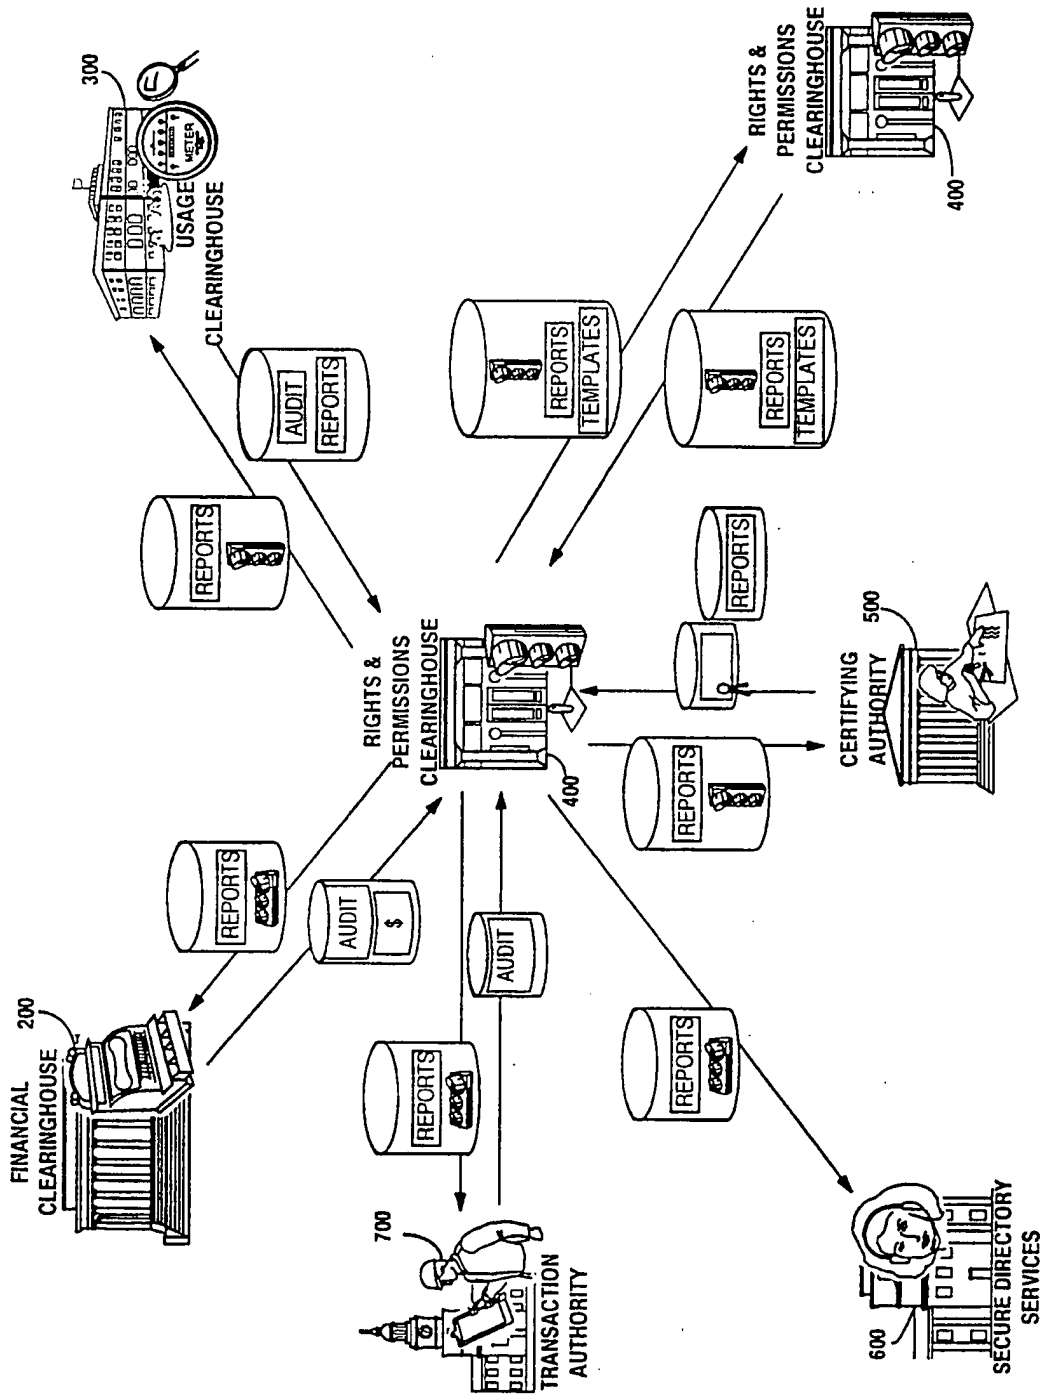 FINANCIAL
CLEARINGHOUSE
200
REPORTS
AUDIT
$
REPORTS
AUDIT
REPORTS
300
METER
USAGE
CLEARINGHOUSE
TRANSACTION
AUTHORITY
700
REPORTS
AUDIT
RIGHTS &
PERMISSIONS
CLEARINGHOUSE
400
REPORTS
TEMPLATES
REPORTS
TEMPLATES
RIGHTS &
PERMISSIONS
CLEARINGHOUSE
400
SECURE DIRECTORY
SERVICES
600
REPORTS
REPORTS
REPORTS
CERTIFYING
AUTHORITY
500